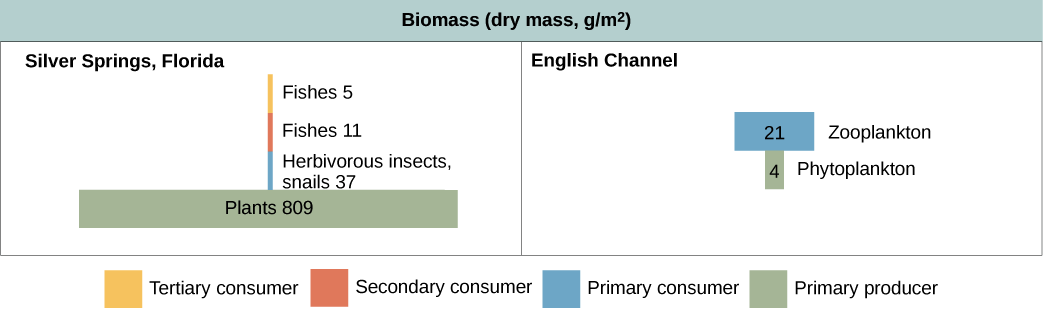 Biomass (dry mass, g/m²)
Silver Springs, Florida
Fishes 5
Fishes 11
Herbivorous insects,
snails 37
Plants 809
English Channel
21 Zooplankton
4 Phytoplankton
Tertiary consumer
Secondary consumer
Primary consumer
Primary producer